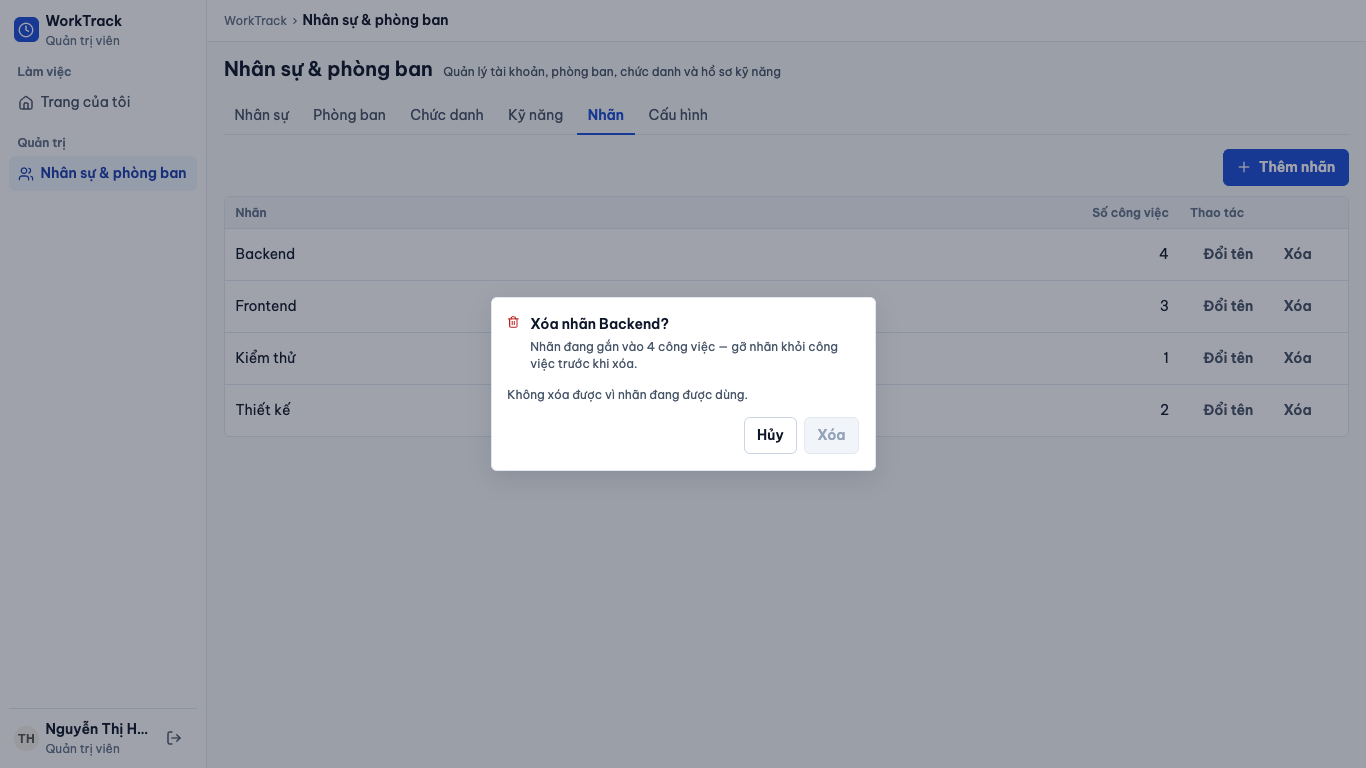 WorkTrack
Quản trị viên
Làm việc
Trang của tôi
Quản trị
Nhân sự & phòng ban
WorkTrack › Nhân sự & phòng ban
Nhân sự & phòng ban Quản lý tài khoản, phòng ban, chức danh và hồ sơ kỹ năng
Nhân sự Phòng ban Chức danh Kỹ năng Nhãn Cấu hình
+ Thêm nhãn
Nhãn Số công việc Thao tác
Backend 4 Đổi tên Xóa
Frontend 3 Đổi tên Xóa
Kiểm thử 1 Đổi tên Xóa
Thiết kế 2 Đổi tên Xóa
Xóa nhãn Backend?
Nhãn đang gắn vào 4 công việc — gỡ nhãn khỏi công
việc trước khi xóa.
Không xóa được vì nhãn đang được dùng.
Hủy Xóa
TH
Nguyễn Thị H...
Quản trị viên